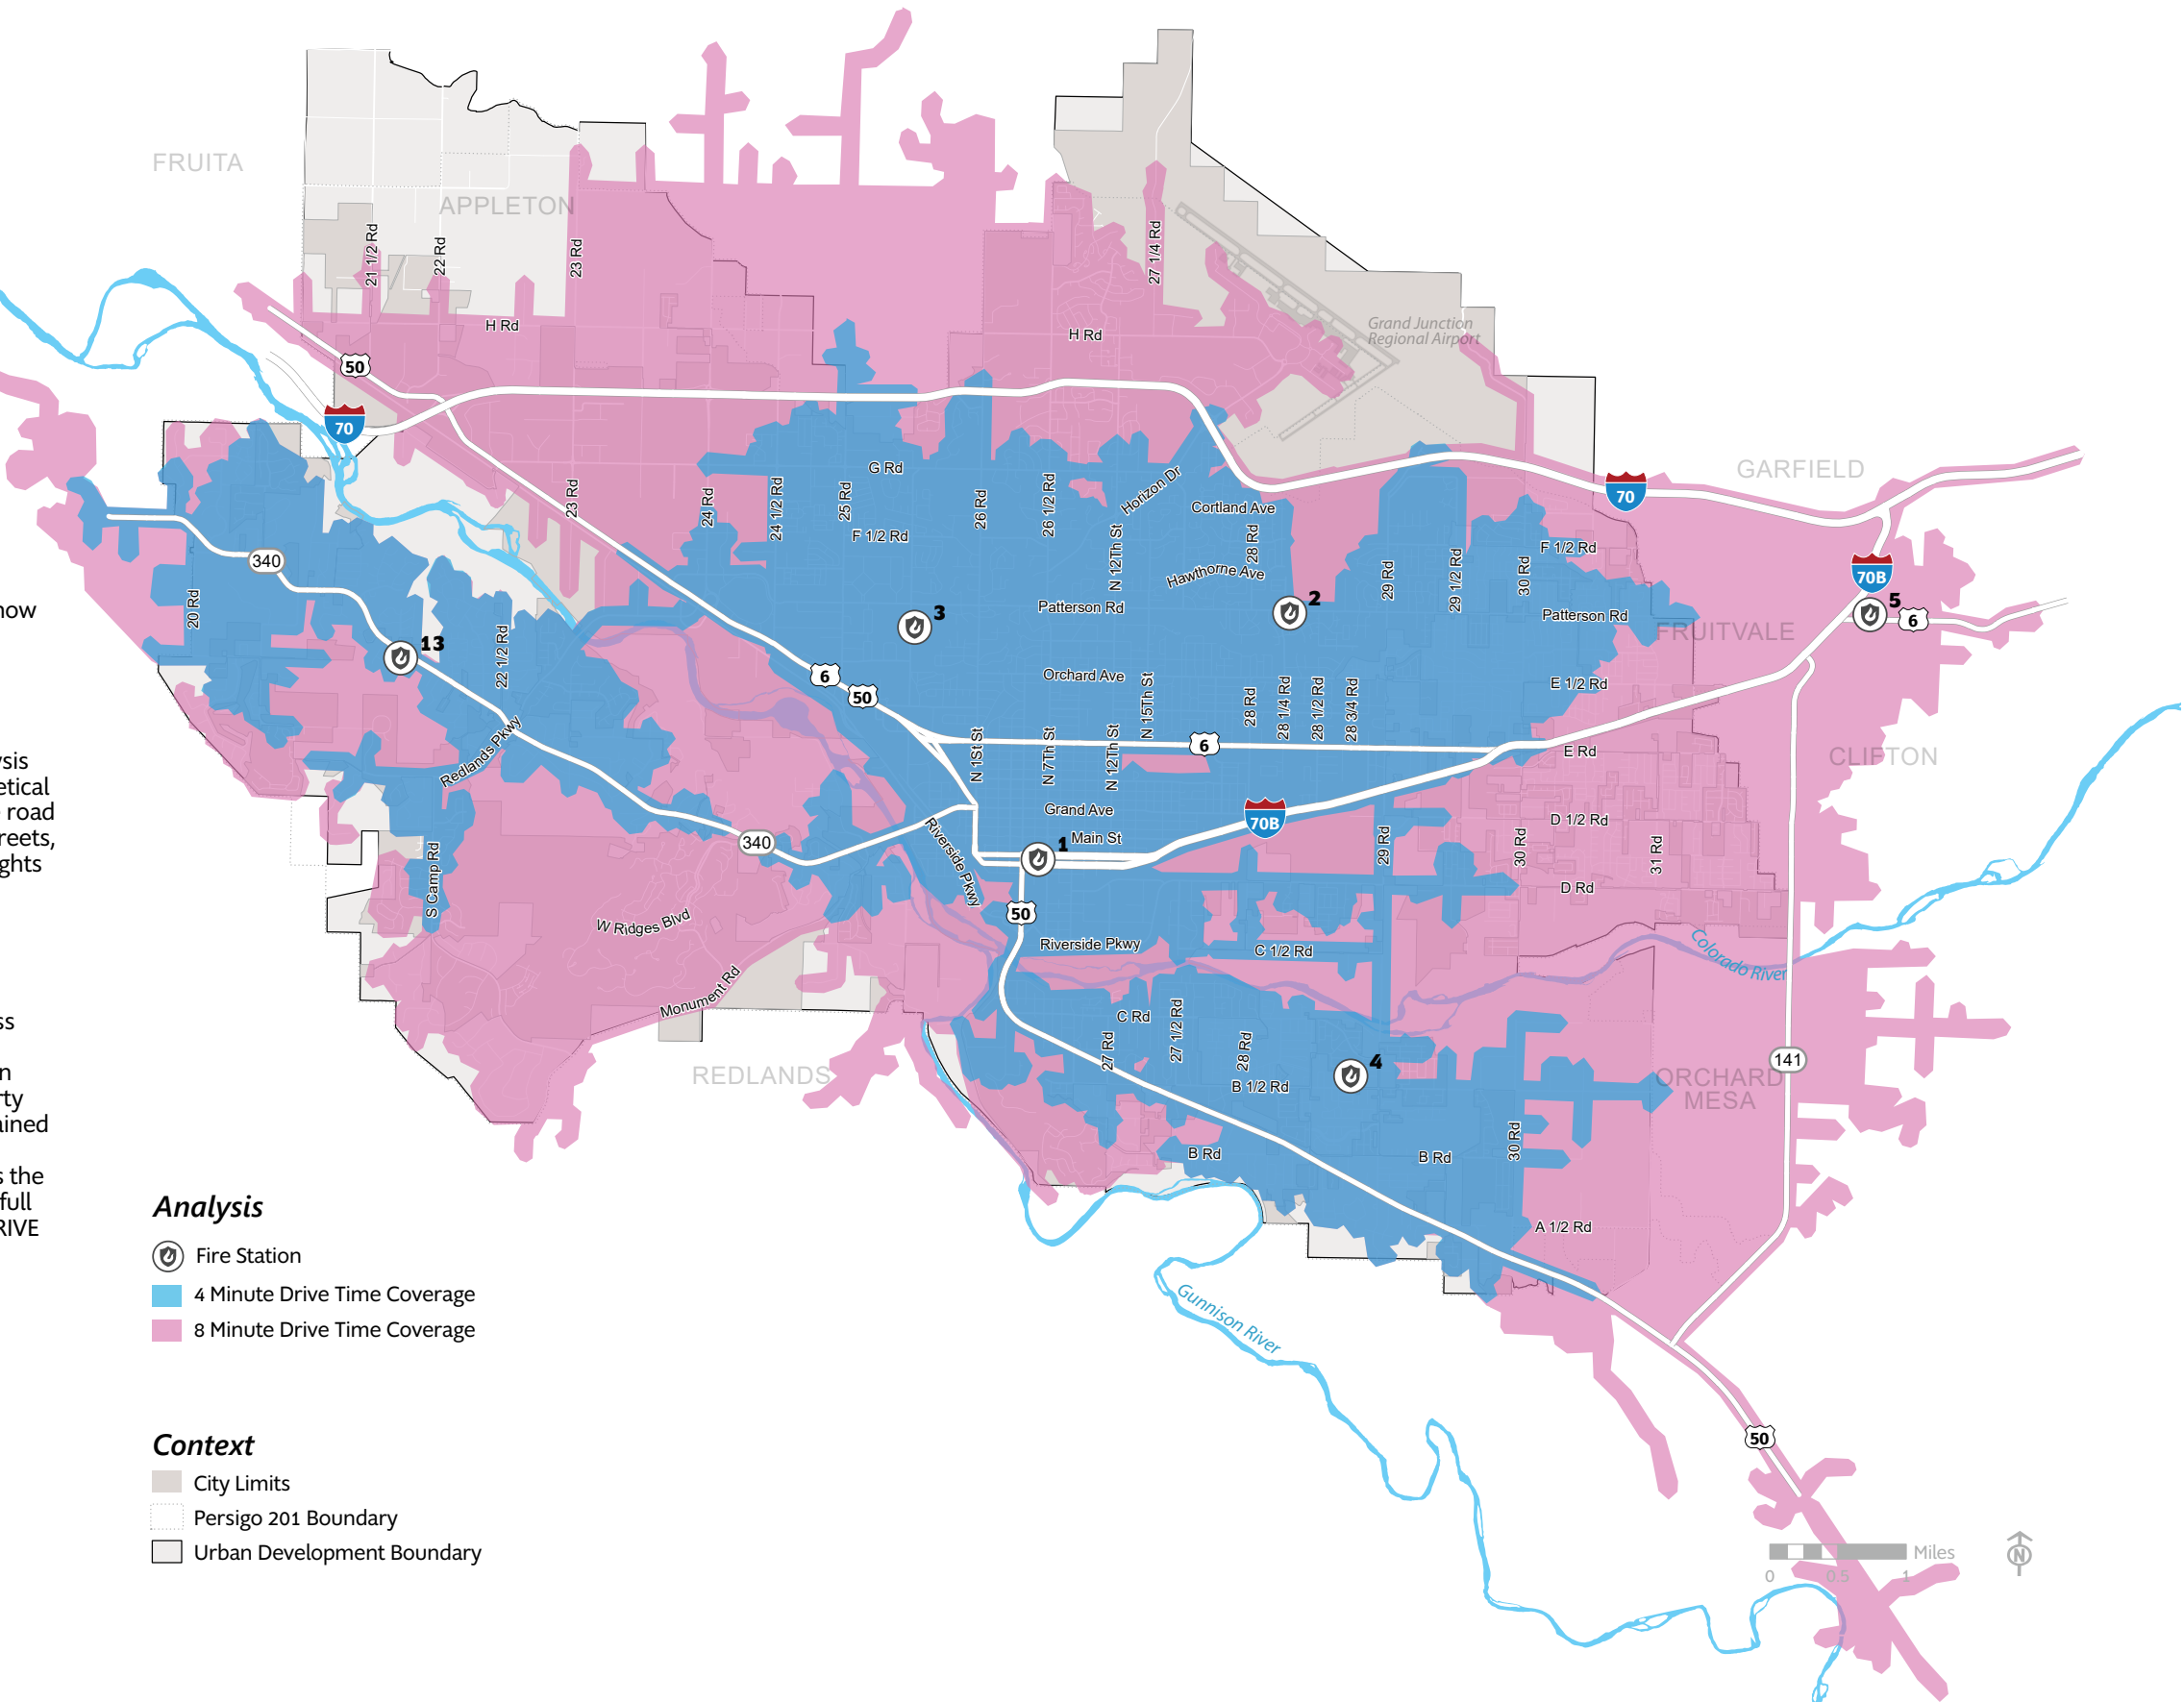 FRUITA
APPLETON
21 1/2 Rd
22 Rd
23 Rd
27 1/4 Rd
H Rd
H Rd
Grand Junction
Regional Airport
50
70
G Rd
Horizon Dr
GARFIELD
70
23 Rd
24 Rd
24 1/2 Rd
25 Rd
26 Rd
26 1/2 Rd
Cortland Ave
F 1/2 Rd
N 12Th St
28 Rd
F 1/2 Rd
340
Hawthorne Ave
29 Rd
29 1/2 Rd
30 Rd
70B
20 Rd
Patterson Rd
2
Patterson Rd
5
6
3
FRUITVALE
13
22 1/2 Rd
6
50
Orchard Ave
N 15Th St
28 Rd
28 1/4 Rd
28 1/2 Rd
28 3/4 Rd
E 1/2 Rd
Redlands Pkwy
N 1St St
N 7Th St
N 12Th St
6
E Rd
CLIFTON
Grand Ave
70B
D 1/2 Rd
Main St
1
340
Riverside Pkwy
29 Rd
30 Rd
31 Rd
S Camp Rd
D Rd
W Ridges Blvd
50
Riverside Pkwy
C 1/2 Rd
Colorado River
Monument Rd
C Rd
27 Rd
27 1/2 Rd
28 Rd
4
141
REDLANDS
B 1/2 Rd
ORCHARD
MESA
B Rd
B Rd
30 Rd
A 1/2 Rd
Gunnison River
50
now
road
reets,
full
Analysis
Fire Station
4 Minute Drive Time Coverage
8 Minute Drive Time Coverage
Context
City Limits
Persigo 201 Boundary
Urban Development Boundary
Miles
0 0.5 1
N